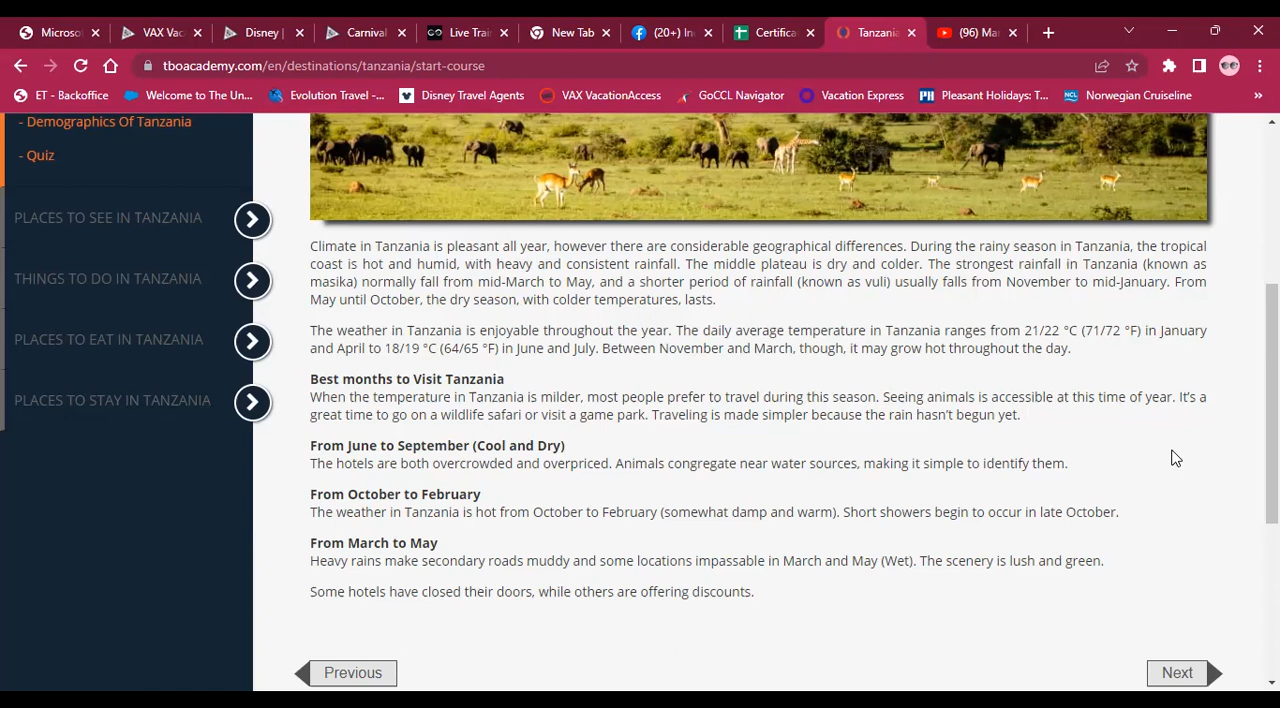 Microso
VAX Vac
Disney |
Carnival
Live Trai
New Tab
(20+) In
Certifica
Tanzania
(96) Ma
tboacademy.com/en/destinations/tanzania/start-course
ET - Backoffice
Welcome to The Un...
Evolution Travel -...
Disney Travel Agents
VAX VacationAccess
GoCCL Navigator
Vacation Express
PH
Pleasant Holidays: T...
NCL
Norwegian Cruiseline
»
- Demographics Of Tanzania
- Quiz
PLACES TO SEE IN TANZANIA
THINGS TO DO IN TANZANIA
PLACES TO EAT IN TANZANIA
PLACES TO STAY IN TANZANIA
Climate in Tanzania is pleasant all year, however there are considerable geographical differences. During the rainy season in Tanzania, the tropical
coast is hot and humid, with heavy and consistent rainfall. The middle plateau is dry and colder. The strongest rainfall in Tanzania (known as
masika) normally fall from mid-March to May, and a shorter period of rainfall (known as vuli) usually falls from November to mid-January. From
May until October, the dry season, with colder temperatures, lasts.
The weather in Tanzania is enjoyable throughout the year. The daily average temperature in Tanzania ranges from 21/22 °C (71/72 °F) in January
and April to 18/19 °C (64/65 °F) in June and July. Between November and March, though, it may grow hot throughout the day.
Best months to Visit Tanzania
When the temperature in Tanzania is milder, most people prefer to travel during this season. Seeing animals is accessible at this time of year. It's a
great time to go on a wildlife safari or visit a game park. Traveling is made simpler because the rain hasn't begun yet.
From June to September (Cool and Dry)
The hotels are both overcrowded and overpriced. Animals congregate near water sources, making it simple to identify them.
From October to February
The weather in Tanzania is hot from October to February (somewhat damp and warm). Short showers begin to occur in late October.
From March to May
Heavy rains make secondary roads muddy and some locations impassable in March and May (Wet). The scenery is lush and green.
Some hotels have closed their doors, while others are offering discounts.
Previous
Next